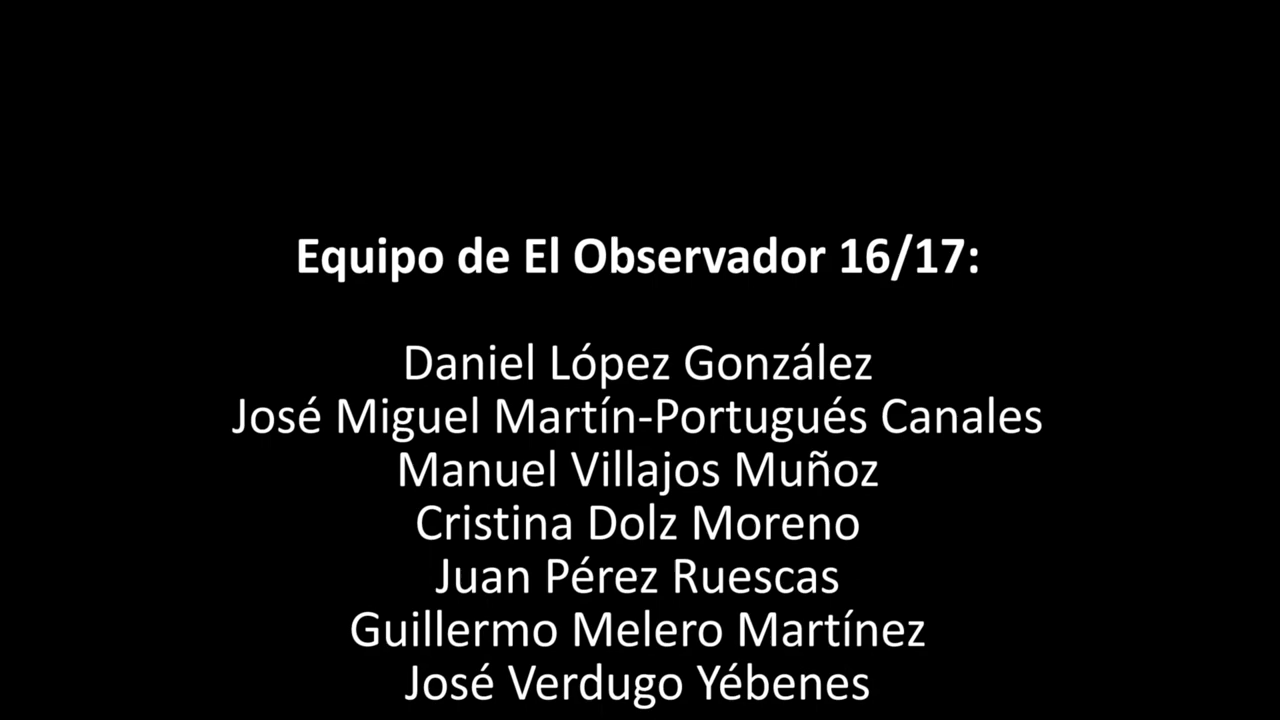 Equipo de El Observador 16/17:
Daniel López González
José Miguel Martín-Portugués Canales
Manuel Villajos Muñoz
Cristina Dolz Moreno
Juan Pérez Ruescas
Guillermo Melero Martínez
José Verdugo Yébenes